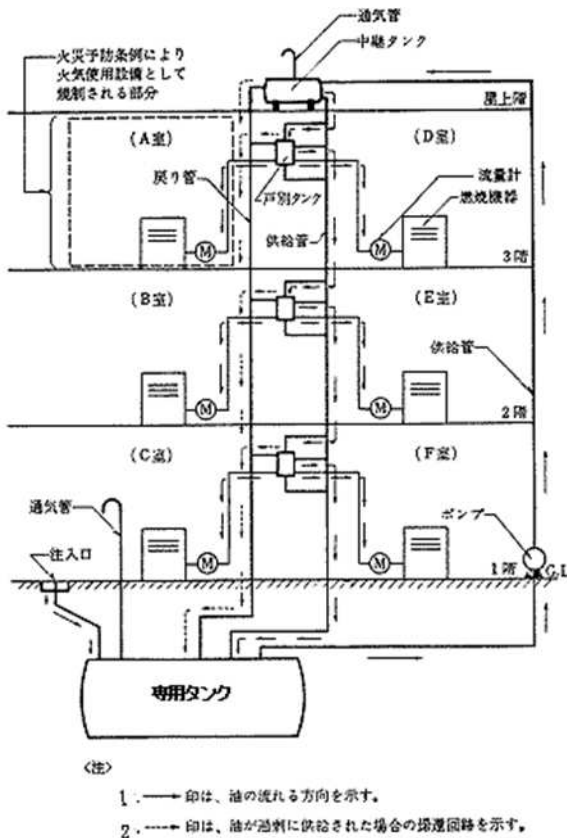 通気管
中継タンク
火災予防条例により
火気使用設備として
規制される部分
屋上階
(A室)
(D室)
戻り管
戸別タンク
流量計
燃焼機器
供給管
M
M
3階
(B室)
(E室)
供給管
M
M
2階
(C室)
(F室)
通気管
ポンプ
注入口
M
M
1階
G.L
専用タンク
<注>
1. ──→ 印は、油の流れる方向を示す。
2. ----→ 印は、油が過剰に供給された場合の帰還回路を示す。